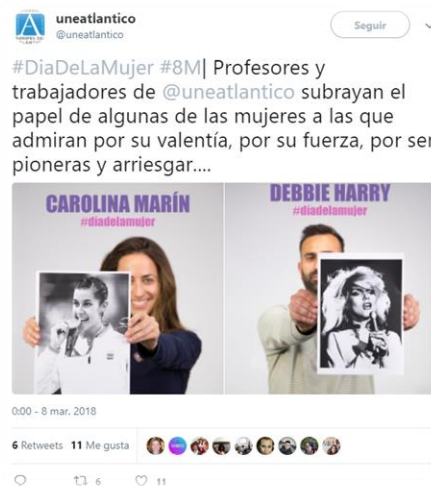 uneatlantico
@uneatlantico
Seguir
#DiaDeLaMujer #8M| Profesores y
trabajadores de @uneatlantico subrayan el
papel de algunas de las mujeres a las que
admiran por su valentía, por su fuerza, por ser
pioneras y arriesgar....
CAROLINA MARÍN
#diadelamujer
DEBBIE HARRY
#diadelamujer
0:00 - 8 mar. 2018
6 Retweets 11 Me gusta
6 11